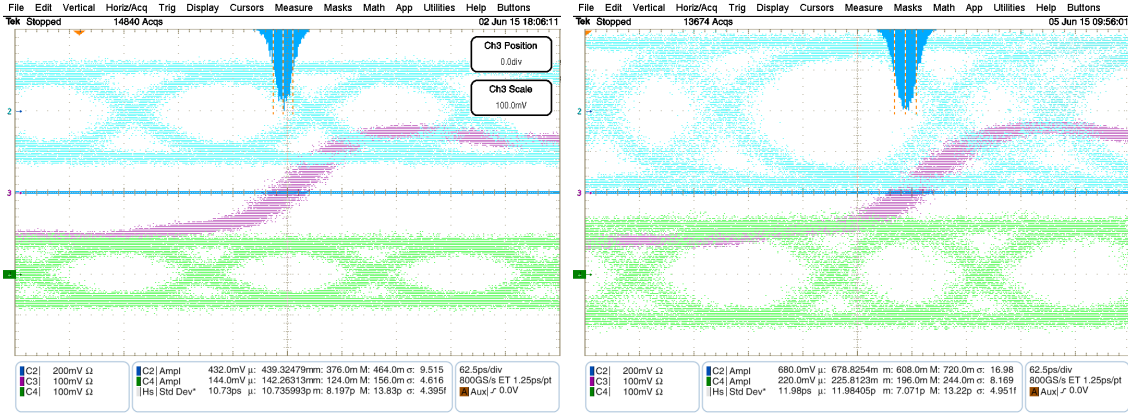 File Edit Vertical Horiz/Acq Trig Display Cursors Measure Masks Math App Utilities Help Buttons
Tek Stopped 14840 Acqs 02 Jun 15 18:06:11
Ch3 Position
0.0div
Ch3 Scale
100.0mV
2
3
C2 200mV Ω
C3 100mV Ω
C4 100mV Ω
C2 Ampl 432.0mV µ: 439.32479m m: 376.0m M: 464.0m σ: 9.515
C4 Ampl 144.0mV µ: 142.26313m m: 124.0m M: 156.0m σ: 4.616
Hs Std Dev* 10.73ps µ: 10.735993p m: 8.197p M: 13.83p σ: 4.395f
62.5ps/div
800GS/s ET 1.25ps/pt
A Aux 0.0V
File Edit Vertical Horiz/Acq Trig Display Cursors Measure Masks Math App Utilities Help Buttons
Tek Stopped 13674 Acqs 05 Jun 15 09:56:01
2
3
C2 200mV Ω
C3 100mV Ω
C4 100mV Ω
C2 Ampl 680.0mV µ: 678.8254m m: 608.0m M: 720.0m σ: 16.98
C4 Ampl 220.0mV µ: 225.8123m m: 196.0m M: 244.0m σ: 8.169
Hs Std Dev* 11.98ps µ: 11.98405p m: 7.071p M: 13.22p σ: 4.951f
62.5ps/div
800GS/s ET 1.25ps/pt
A Aux 0.0V